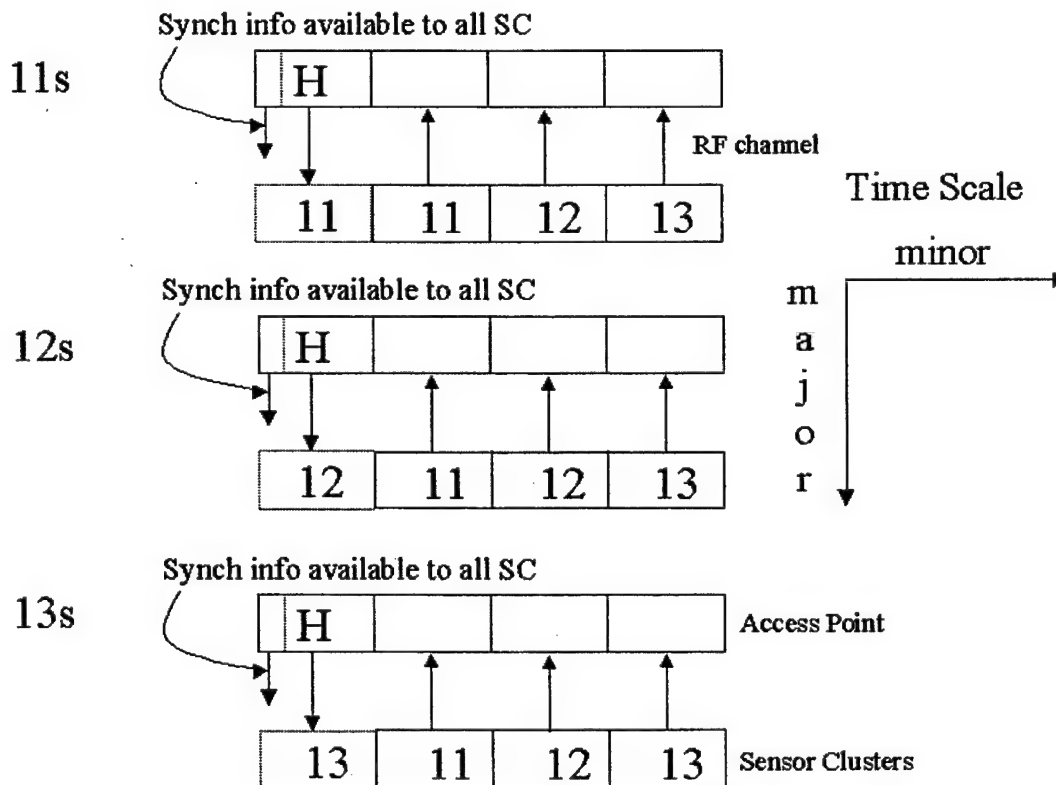 Synch info available to all SC
11s
H
RF channel
11 11 12 13
Time Scale
minor
major
Synch info available to all SC
12s
H
12 11 12 13
Synch info available to all SC
13s
H
Access Point
13 11 12 13
Sensor Clusters